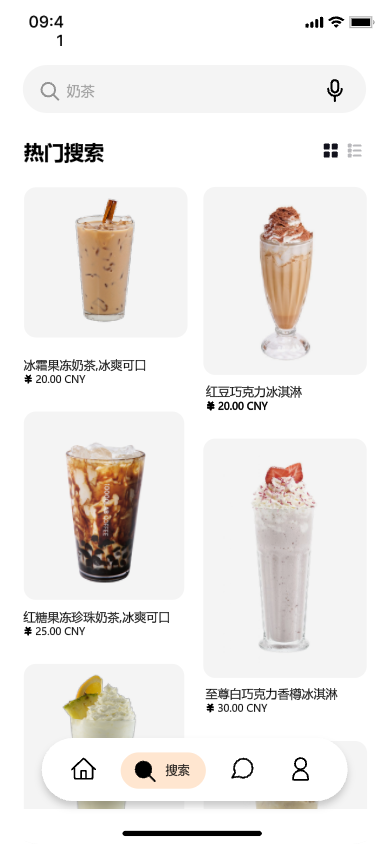 09:4
1
奶茶
热门搜索
冰霜果冻奶茶,冰爽可口
¥ 20.00 CNY
红豆巧克力冰淇淋
¥ 20.00 CNY
红糖果冻珍珠奶茶,冰爽可口
¥ 25.00 CNY
至尊白巧克力香樽冰淇淋
¥ 30.00 CNY
搜索